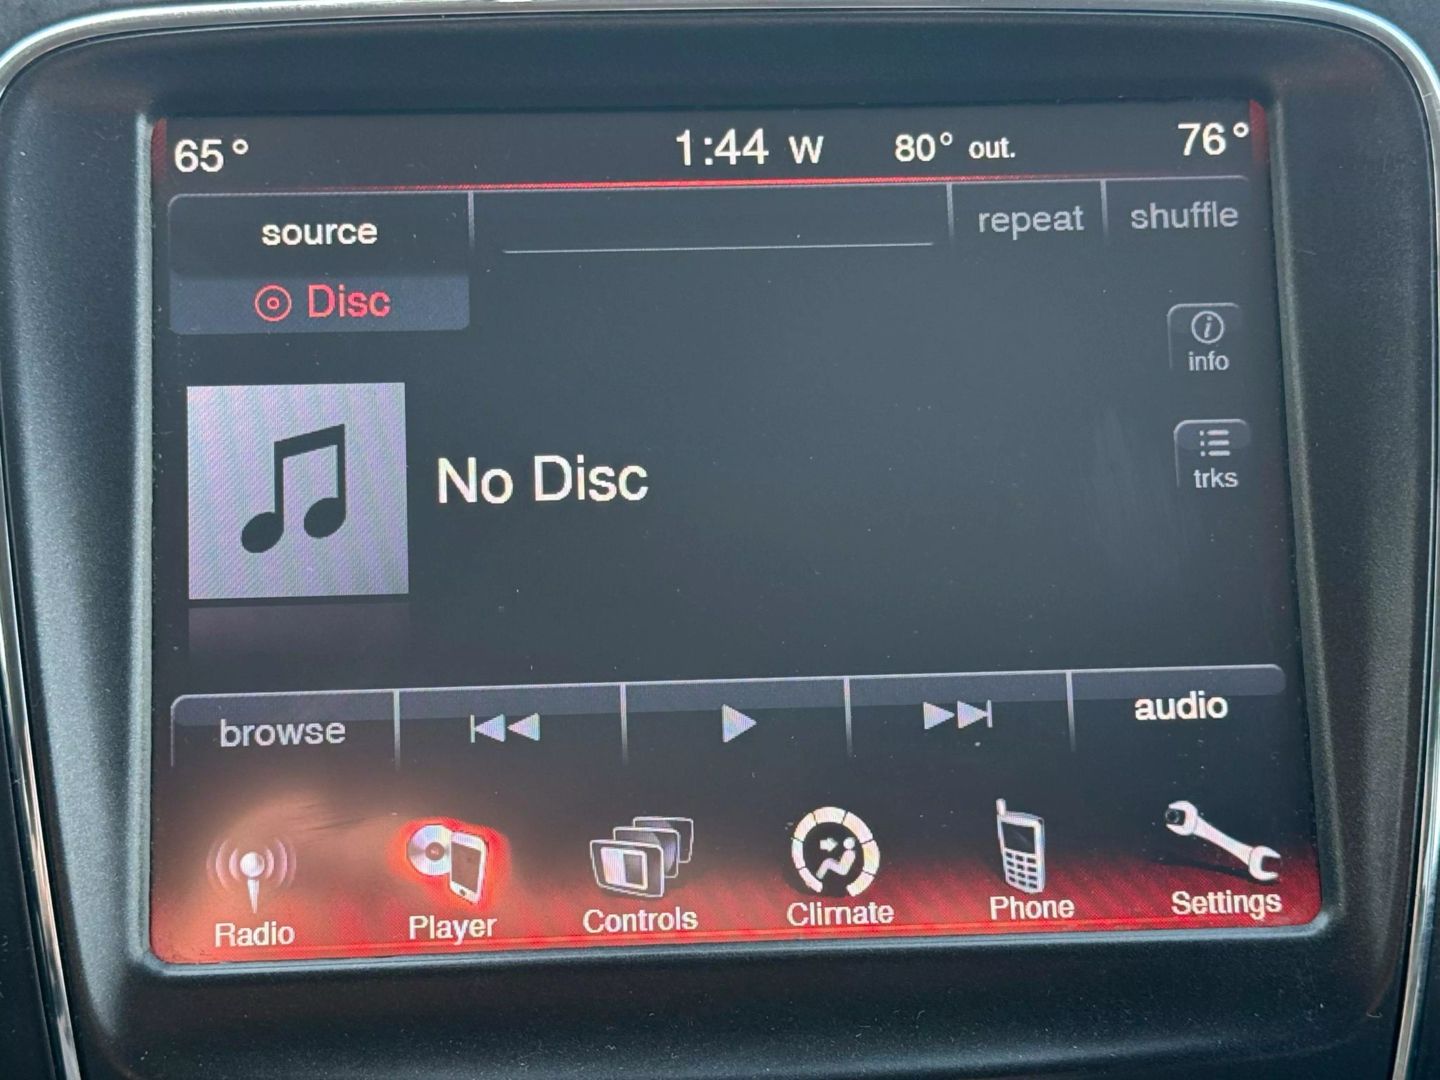 65° 1:44 W 80° out. 76°
source repeat shuffle
Disc
info
No Disc
trks
browse audio
Radio Player Controls Climate Phone Settings